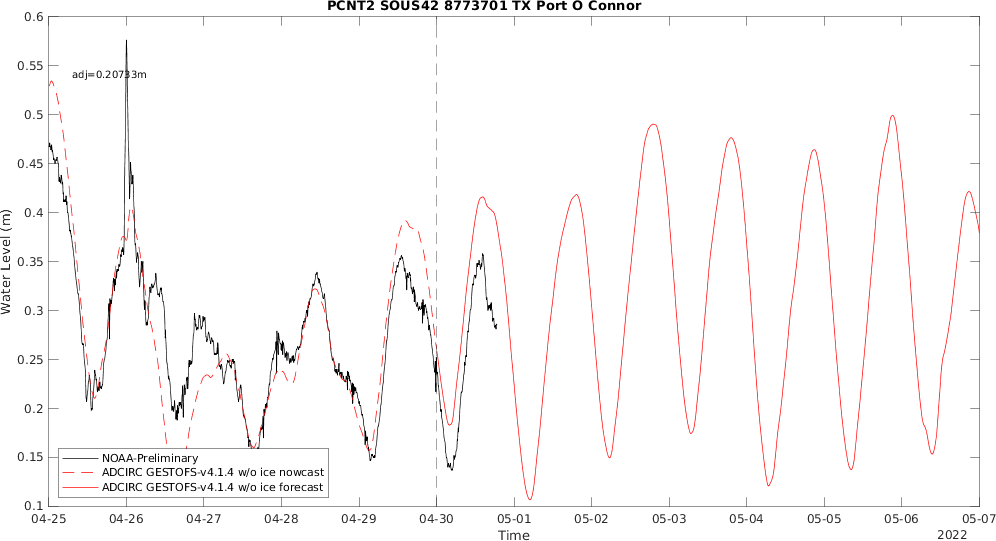 PCNT2 SOUS42 8773701 TX Port O Connor
0.6
0.55
0.5
0.45
0.4
0.35
0.3
0.25
0.2
0.15
0.1
Water Level (m)
adj=0.20733m
NOAA-Preliminary
ADCIRC GESTOFS-v4.1.4 w/o ice nowcast
ADCIRC GESTOFS-v4.1.4 w/o ice forecast
04-25 04-26 04-27 04-28 04-29 04-30 05-01 05-02 05-03 05-04 05-05 05-06 05-07
Time
2022